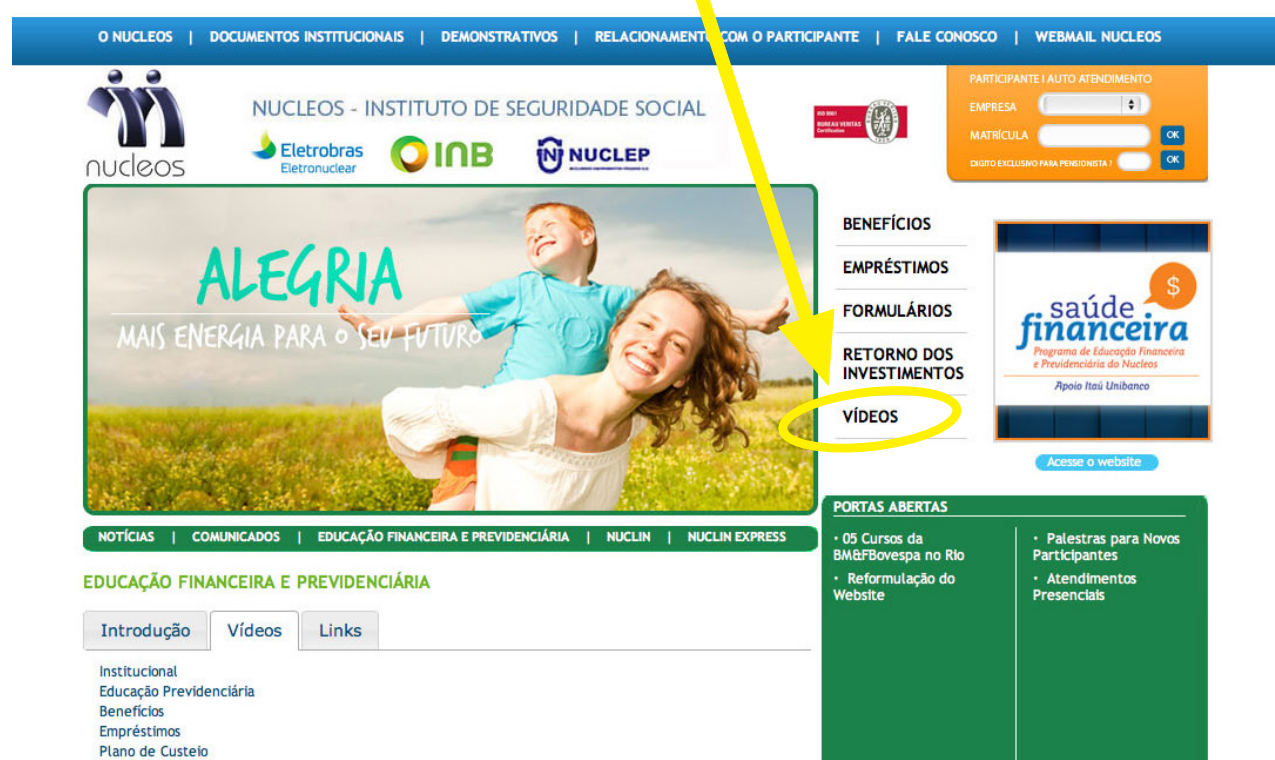 O NUCLEOS | DOCUMENTOS INSTITUCIONAIS | DEMONSTRATIVOS | RELACIONAMENTO COM O PARTICIPANTE | FALE CONOSCO | WEBMAIL NUCLEOS
nucleos
NUCLEOS - INSTITUTO DE SEGURIDADE SOCIAL
Eletrobras
Eletronuclear
INB
NUCLEP
ISO 9001
BUREAU VERITAS
Certification
PARTICIPANTE I AUTO ATENDIMENTO
EMPRESA
MATRÍCULA OK
DIGITO EXCLUSIVO PARA PENSIONISTA / OK
ALEGRIA
MAIS ENERGIA PARA O SEU FUTURO
BENEFÍCIOS
EMPRÉSTIMOS
FORMULÁRIOS
RETORNO DOS
INVESTIMENTOS
VÍDEOS
$
saúde
financeira
Programa de Educação Financeira
e Previdenciária do Nucleos
Apoio Itaú Unibanco
Acesse o website
NOTÍCIAS | COMUNICADOS | EDUCAÇÃO FINANCEIRA E PREVIDENCIÁRIA | NUCLIN | NUCLIN EXPRESS
EDUCAÇÃO FINANCEIRA E PREVIDENCIÁRIA
Introdução Vídeos Links
Institucional
Educação Previdenciária
Benefícios
Empréstimos
Plano de Custeio
PORTAS ABERTAS
· 05 Cursos da
BM&FBovespa no Rio
· Reformulação do
Website
· Palestras para Novos
Participantes
· Atendimentos
Presenciais